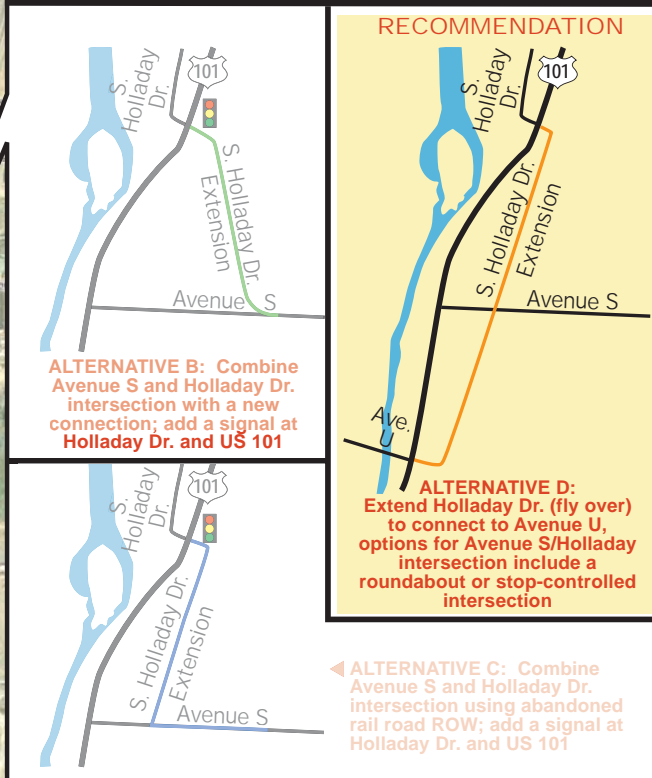 S. Holladay Dr.
101
S. Holladay Dr.
Extension
Avenue S
ALTERNATIVE B: Combine
Avenue S and Holladay Dr.
intersection with a new
connection; add a signal at
Holladay Dr. and US 101
RECOMMENDATION
S. Holladay Dr.
101
S. Holladay Dr.
Extension
Avenue S
Ave.
U
ALTERNATIVE D:
Extend Holladay Dr. (fly over)
to connect to Avenue U,
options for Avenue S/Holladay
intersection include a
roundabout or stop-controlled
intersection
S. Holladay Dr.
101
S. Holladay Dr.
Extension
Avenue S
ALTERNATIVE C: Combine
Avenue S and Holladay Dr.
intersection using abandoned
rail road ROW; add a signal at
Holladay Dr. and US 101